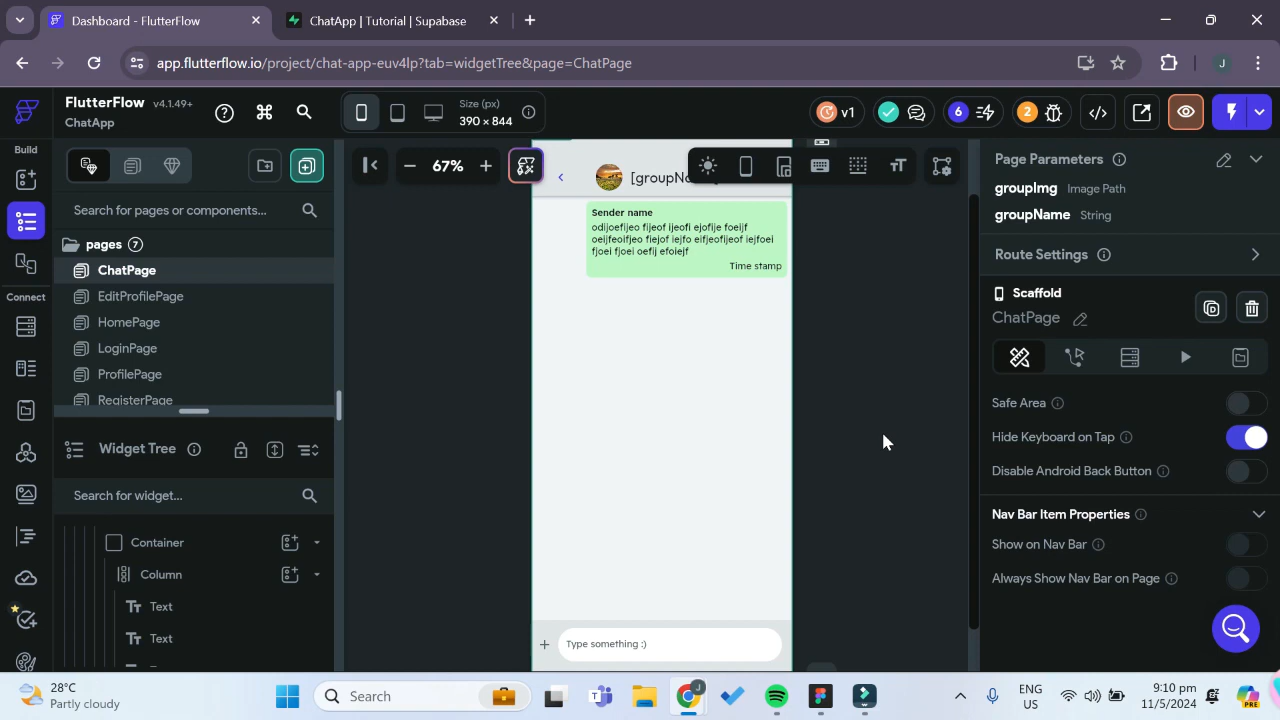 Dashboard - FlutterFlow
ChatApp | Tutorial | Supabase
app.flutterflow.io/project/chat-app-euv4lp?tab=widgetTree&page=ChatPage
J
FlutterFlow v4.1.49+
ChatApp
Size (px)
390 × 844
v1
6
2
Build
Connect
67%
Search for pages or components...
pages 7
ChatPage
EditProfilePage
HomePage
LoginPage
ProfilePage
RegisterPage
Widget Tree
Search for widget...
Container
Column
Tт Text
Tт Text
Sender name
odijoefijeo fijeof ijeofi ejofije foeijf
oeijfeoifjeo fiejof iejfo eifjeofijeof iejfoei
fjoei fjoei oefij efoiejf
Time stamp
+ Type something :)
Page Parameters
groupImg Image Path
groupName String
Route Settings
Scaffold
ChatPage
Safe Area
Hide Keyboard on Tap
Disable Android Back Button
Nav Bar Item Properties
Show on Nav Bar
Always Show Nav Bar on Page
28°C
Partly cloudy
Search
J
ENG
US
9:10 pm
11/5/2024
PRE